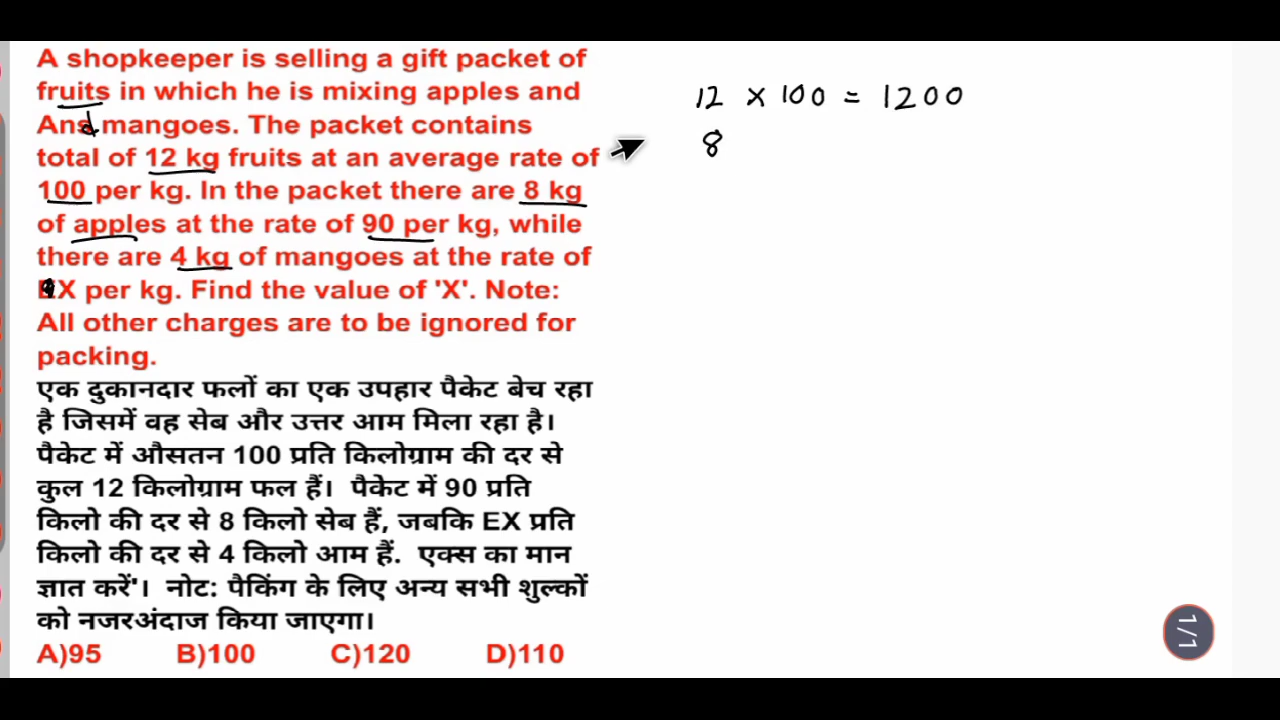 A shopkeeper is selling a gift packet of
fruits in which he is mixing apples and
And mangoes. The packet contains
total of 12 kg fruits at an average rate of
100 per kg. In the packet there are 8 kg
of apples at the rate of 90 per kg, while
there are 4 kg of mangoes at the rate of
X per kg. Find the value of 'X'. Note:
All other charges are to be ignored for
packing.
एक दुकानदार फलों का एक उपहार पैकेट बेच रहा
है जिसमें वह सेब और उत्तर आम मिला रहा है।
पैकेट में औसतन 100 प्रति किलोग्राम की दर से
कुल 12 किलोग्राम फल हैं। पैकेट में 90 प्रति
किलो की दर से 8 किलो सेब हैं, जबकि EX प्रति
किलो की दर से 4 किलो आम हैं. एक्स का मान
ज्ञात करें'। नोट: पैकिंग के लिए अन्य सभी शुल्कों
को नजरअंदाज किया जाएगा।
A)95 B)100 C)120 D)110
12 × 100 = 1200
8
1/1